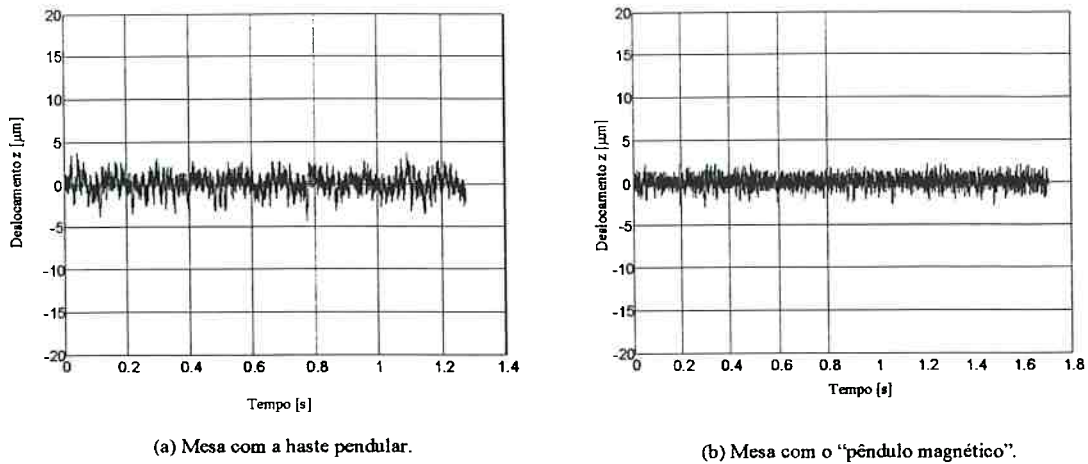 20
15
10
5
0
-5
-10
-15
-20
Deslocamento z [µm]
0 0.2 0.4 0.6 0.8 1 1.2 1.4
Tempo [s]
(a) Mesa com a haste pendular.
20
15
10
5
0
-5
-10
-15
-20
Deslocamento z [µm]
0 0.2 0.4 0.6 0.8 1 1.2 1.4 1.6 1.8
Tempo [s]
(b) Mesa com o “pêndulo magnético”.